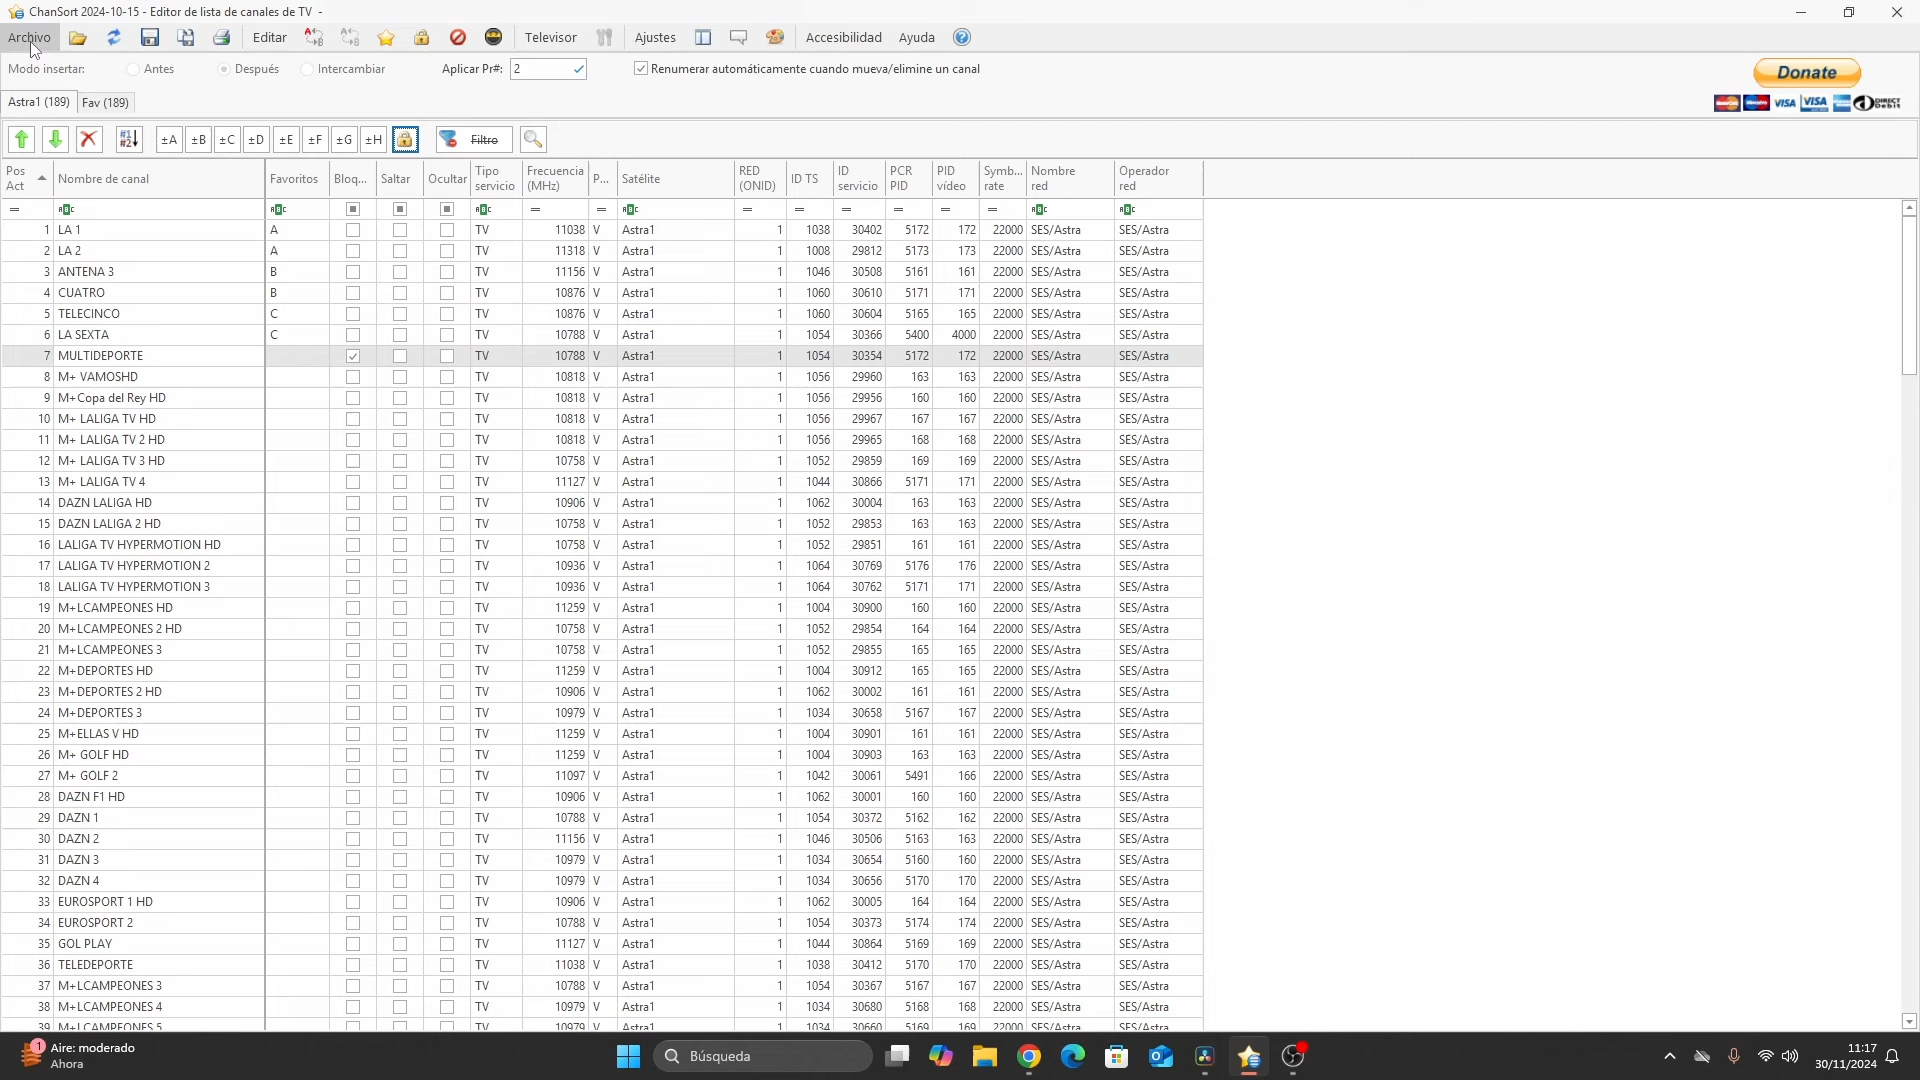 ChanSort 2024-10-15 - Editor de lista de canales de TV -
Archivo Editar Televisor Ajustes Accesibilidad Ayuda
Modo insertar: Antes Después Intercambiar Aplicar Pr#: 2 Renumerar automáticamente cuando mueva/elimine un canal
Donate
VISA VISA DIRECT Debit
Astra1 (189) Fav (189)
±A ±B ±C ±D ±E ±F ±G ±H Filtro
Pos Act Nombre de canal Favoritos Bloq... Saltar Ocultar Tipo servicio Frecuencia (MHz) P... Satélite RED (ONID) ID TS ID servicio PCR PID PID vídeo Symb... rate Nombre red Operador red
1 LA 1 A TV 11038 V Astra1 1 1038 30402 5172 172 22000 SES/Astra SES/Astra
2 LA 2 A TV 11318 V Astra1 1 1008 29812 5173 173 22000 SES/Astra SES/Astra
3 ANTENA 3 B TV 11156 V Astra1 1 1046 30508 5161 161 22000 SES/Astra SES/Astra
4 CUATRO B TV 10876 V Astra1 1 1060 30610 5171 171 22000 SES/Astra SES/Astra
5 TELECINCO C TV 10876 V Astra1 1 1060 30604 5165 165 22000 SES/Astra SES/Astra
6 LA SEXTA C TV 10788 V Astra1 1 1054 30366 5400 4000 22000 SES/Astra SES/Astra
7 MULTIDEPORTE TV 10788 V Astra1 1 1054 30354 5172 172 22000 SES/Astra SES/Astra
8 M+ VAMOSHD TV 10818 V Astra1 1 1056 29960 163 163 22000 SES/Astra SES/Astra
9 M+Copa del Rey HD TV 10818 V Astra1 1 1056 29956 160 160 22000 SES/Astra SES/Astra
10 M+ LALIGA TV HD TV 10818 V Astra1 1 1056 29967 167 167 22000 SES/Astra SES/Astra
11 M+ LALIGA TV 2 HD TV 10818 V Astra1 1 1056 29965 168 168 22000 SES/Astra SES/Astra
12 M+ LALIGA TV 3 HD TV 10758 V Astra1 1 1052 29859 169 169 22000 SES/Astra SES/Astra
13 M+ LALIGA TV 4 TV 11127 V Astra1 1 1044 30866 5171 171 22000 SES/Astra SES/Astra
14 DAZN LALIGA HD TV 10906 V Astra1 1 1062 30004 163 163 22000 SES/Astra SES/Astra
15 DAZN LALIGA 2 HD TV 10758 V Astra1 1 1052 29853 163 163 22000 SES/Astra SES/Astra
16 LALIGA TV HYPERMOTION HD TV 10758 V Astra1 1 1052 29851 161 161 22000 SES/Astra SES/Astra
17 LALIGA TV HYPERMOTION 2 TV 10936 V Astra1 1 1064 30769 5176 176 22000 SES/Astra SES/Astra
18 LALIGA TV HYPERMOTION 3 TV 10936 V Astra1 1 1064 30762 5171 171 22000 SES/Astra SES/Astra
19 M+LCAMPEONES HD TV 11259 V Astra1 1 1004 30900 160 160 22000 SES/Astra SES/Astra
20 M+LCAMPEONES 2 HD TV 10758 V Astra1 1 1052 29854 164 164 22000 SES/Astra SES/Astra
21 M+LCAMPEONES 3 TV 10758 V Astra1 1 1052 29855 165 165 22000 SES/Astra SES/Astra
22 M+DEPORTES HD TV 11259 V Astra1 1 1004 30912 165 165 22000 SES/Astra SES/Astra
23 M+DEPORTES 2 HD TV 10906 V Astra1 1 1062 30002 161 161 22000 SES/Astra SES/Astra
24 M+DEPORTES 3 TV 10979 V Astra1 1 1034 30658 5167 167 22000 SES/Astra SES/Astra
25 M+ELLAS V HD TV 11259 V Astra1 1 1004 30901 161 161 22000 SES/Astra SES/Astra
26 M+ GOLF HD TV 11259 V Astra1 1 1004 30903 163 163 22000 SES/Astra SES/Astra
27 M+ GOLF 2 TV 11097 V Astra1 1 1042 30061 5491 166 22000 SES/Astra SES/Astra
28 DAZN F1 HD TV 10906 V Astra1 1 1062 30001 160 160 22000 SES/Astra SES/Astra
29 DAZN 1 TV 10788 V Astra1 1 1054 30372 5162 162 22000 SES/Astra SES/Astra
30 DAZN 2 TV 11156 V Astra1 1 1046 30506 5163 163 22000 SES/Astra SES/Astra
31 DAZN 3 TV 10979 V Astra1 1 1034 30654 5160 160 22000 SES/Astra SES/Astra
32 DAZN 4 TV 10979 V Astra1 1 1034 30656 5170 170 22000 SES/Astra SES/Astra
33 EUROSPORT 1 HD TV 10906 V Astra1 1 1062 30005 164 164 22000 SES/Astra SES/Astra
34 EUROSPORT 2 TV 10788 V Astra1 1 1054 30373 5174 174 22000 SES/Astra SES/Astra
35 GOL PLAY TV 11127 V Astra1 1 1044 30864 5169 169 22000 SES/Astra SES/Astra
36 TELEDEPORTE TV 11038 V Astra1 1 1038 30412 5170 170 22000 SES/Astra SES/Astra
37 M+LCAMPEONES 3 TV 10788 V Astra1 1 1054 30367 5167 167 22000 SES/Astra SES/Astra
38 M+LCAMPEONES 4 TV 10979 V Astra1 1 1034 30680 5168 168 22000 SES/Astra SES/Astra
39 M+LCAMPEONES 5 TV 10979 V Astra1 1 1034 30660 5169 169 22000 SES/Astra SES/Astra
1 Aire: moderado
Ahora
Búsqueda
11:17
30/11/2024